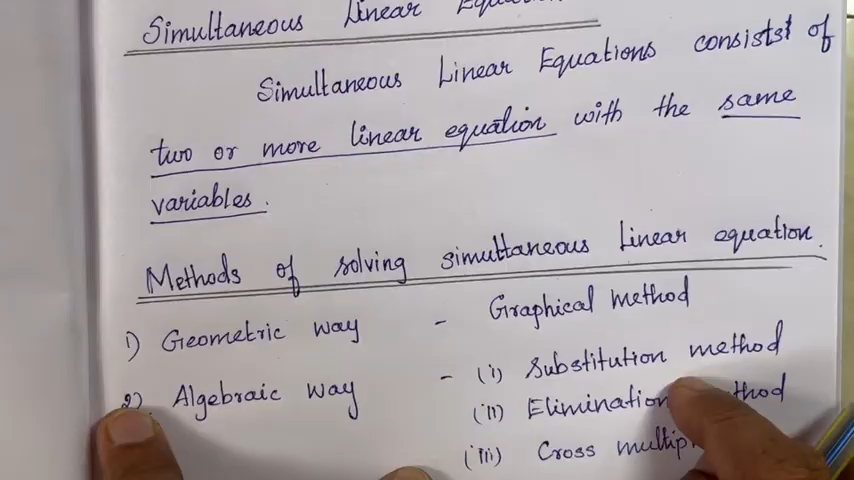 Simultaneous Linear
Simultaneous Linear Equations consists of
two or more linear equation with the same
variables.
Methods of solving simultaneous linear equation.
1) Geometric way - Graphical method
2) Algebraic way - (i) Substitution method
(ii) Elimination
(iii) Cross